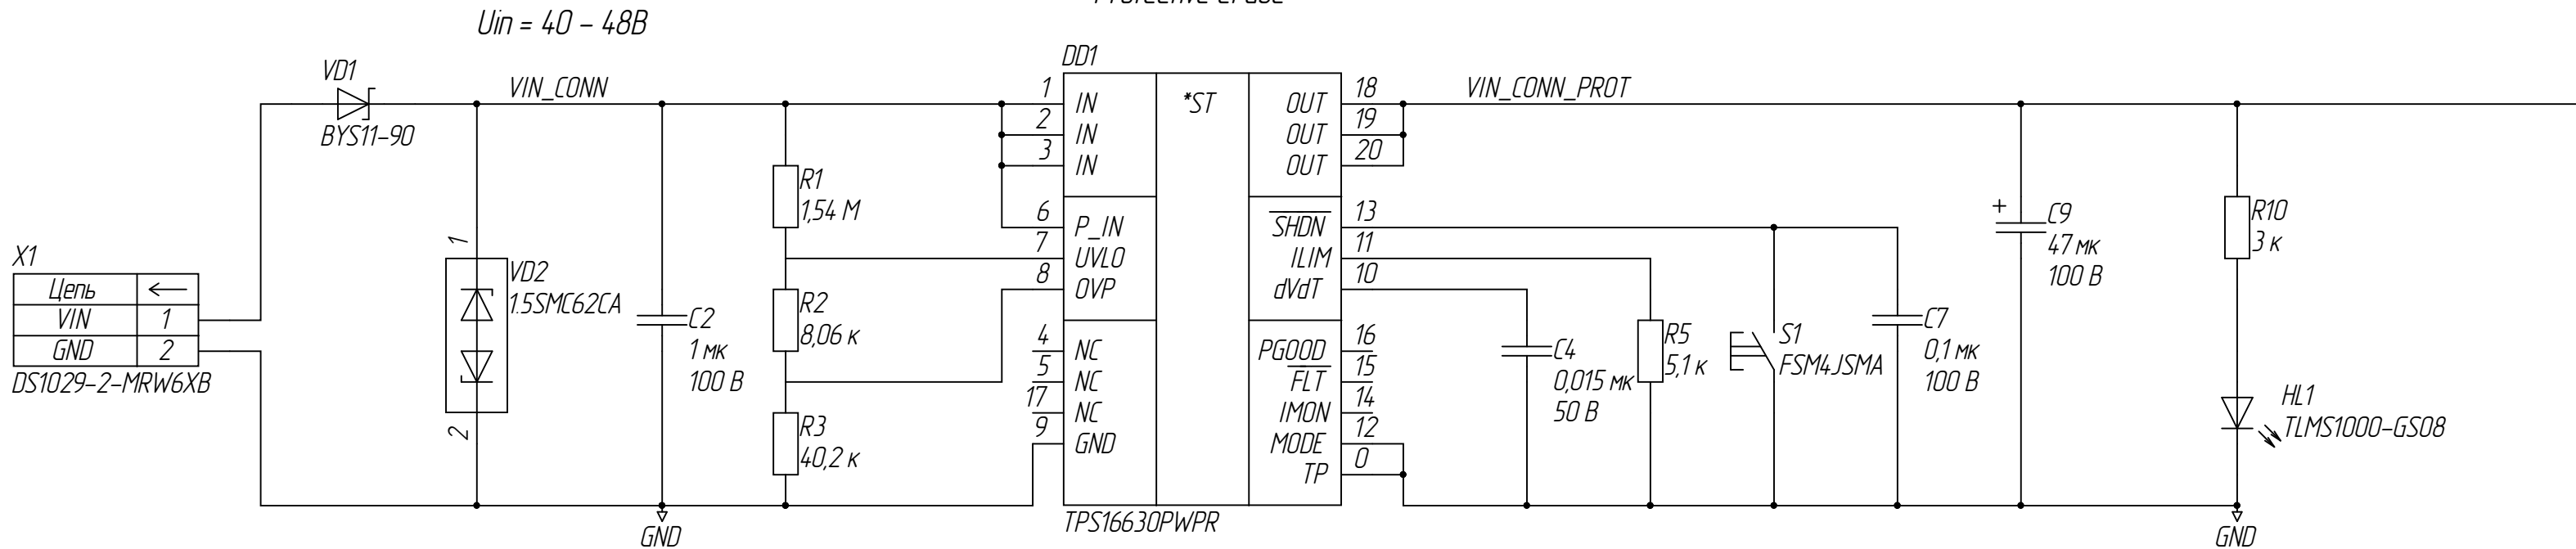 Uin = 40 – 48В
VD1
BYS11-90
VIN_CONN
X1
Цепь
VIN 1
GND 2
DS1029-2-MRW6XB
1
VD2
1.5SMC62CA
2
C2
1 мк
100 В
GND
R1
1,54 М
R2
8,06 к
R3
40,2 к
DD1
*ST
1 IN
2 IN
3 IN
6 P_IN
7 UVLO
8 OVP
4 NC
5 NC
17 NC
9 GND
OUT 18
OUT 19
OUT 20
SHDN 13
ILIM 11
dVdT 10
PGOOD 16
FLT 15
IMON 14
MODE 12
TP 0
TPS16630PWPR
VIN_CONN_PROT
C4
0,015 мк
50 В
R5
5,1 к
S1
FSM4JSMA
C7
0,1 мк
100 В
+
C9
47 мк
100 В
R10
3 к
HL1
TLMS1000-GS08
GND